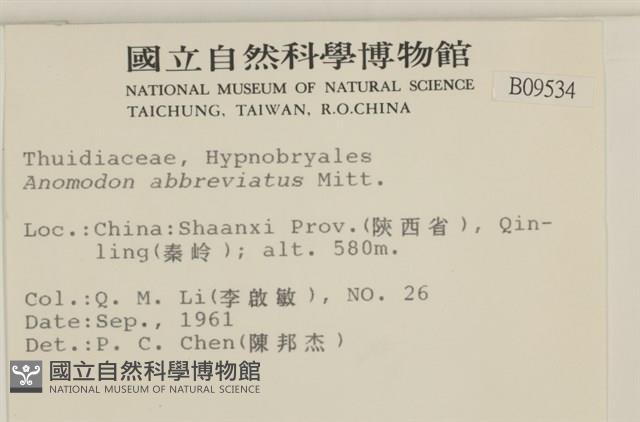 國立自然科學博物館
NATIONAL MUSEUM OF NATURAL SCIENCE
TAICHUNG, TAIWAN, R.O.CHINA
B09534
Thuidiaceae, Hypnobryales
Anomodon abbreviatus Mitt.
Loc.:China:Shaanxi Prov.(陝西省), Qin-
ling(秦岭); alt. 580m.
Col.:Q. M. Li(李啟敏), NO. 26
Date:Sep., 1961
Det.:P. C. Chen(陳邦杰)
國立自然科學博物館
NATIONAL MUSEUM OF NATURAL SCIENCE